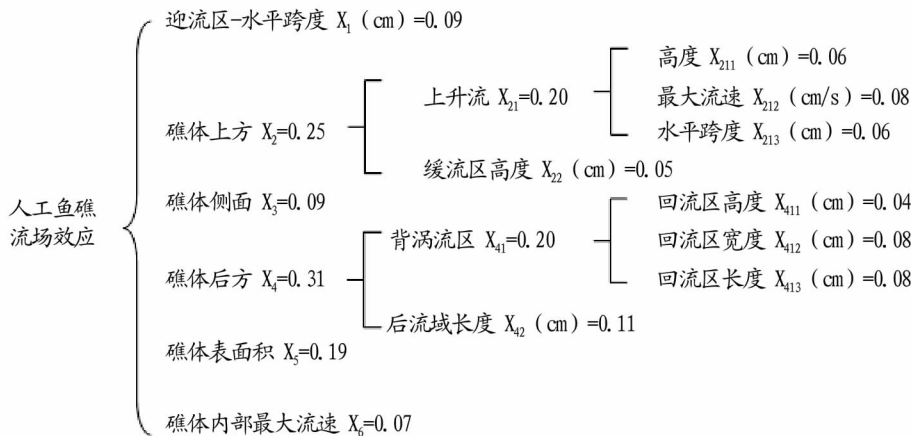 迎流区-水平跨度 X₁ (cm) =0.09
高度 X₂₁₁ (cm) =0.06
上升流 X₂₁=0.20
最大流速 X₂₁₂ (cm/s) =0.08
礁体上方 X₂=0.25
水平跨度 X₂₁₃ (cm) =0.06
缓流区高度 X₂₂ (cm) =0.05
人工鱼礁
流场效应
礁体侧面 X₃=0.09
回流区高度 X₄₁₁ (cm) =0.04
背涡流区 X₄₁=0.20
回流区宽度 X₄₁₂ (cm) =0.08
礁体后方 X₄=0.31
回流区长度 X₄₁₃ (cm) =0.08
后流域长度 X₄₂ (cm) =0.11
礁体表面积 X₅=0.19
礁体内部最大流速 X₆=0.07